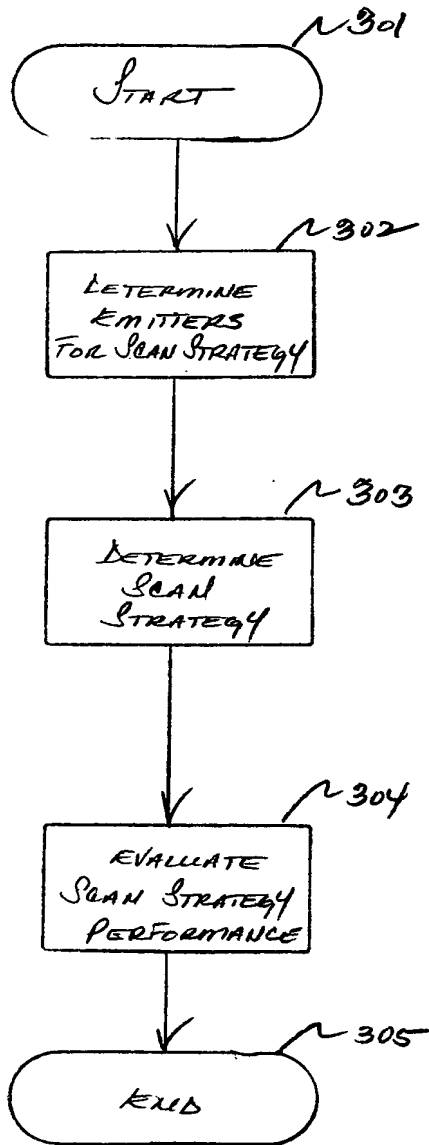 301
START
302
DETERMINE
EMITTERS
FOR SCAN STRATEGY
303
DETERMINE
SCAN
STRATEGY
304
EVALUATE
SCAN STRATEGY
PERFORMANCE
305
END